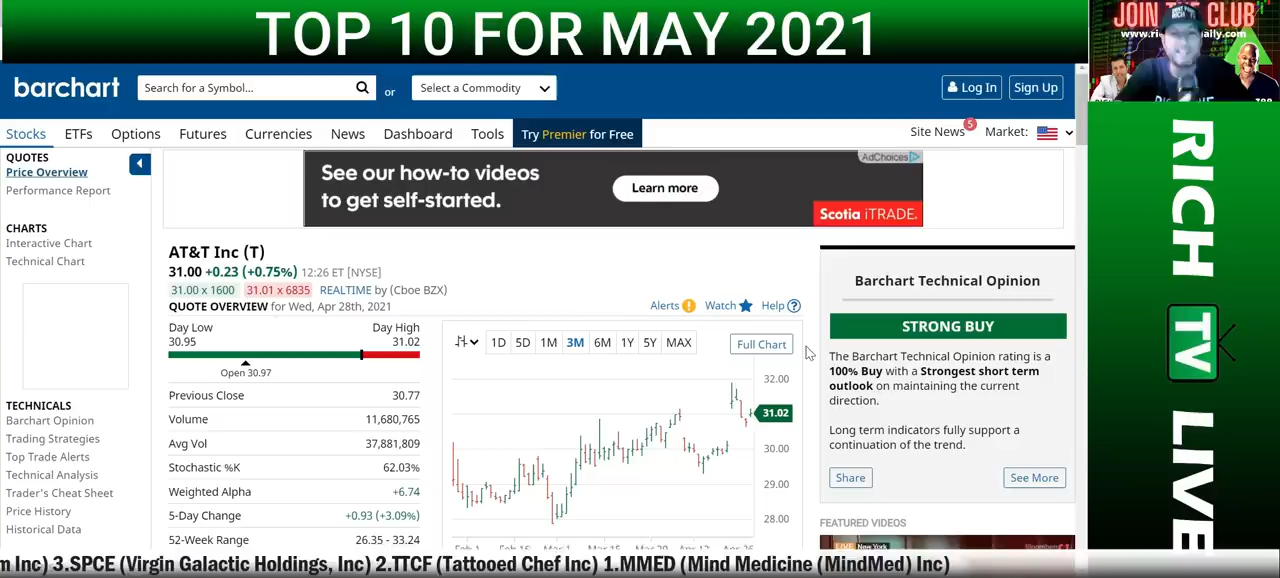 TOP 10 FOR MAY 2021
JOIN THE CLUB
barchart
Search for a Symbol...
or
Select a Commodity
Log In
Sign Up
Stocks
ETFs
Options
Futures
Currencies
News
Dashboard
Tools
Try Premier for Free
Site News
5
Market:
QUOTES
Price Overview
Performance Report
CHARTS
Interactive Chart
Technical Chart
TECHNICALS
Barchart Opinion
Trading Strategies
Top Trade Alerts
Technical Analysis
Trader's Cheat Sheet
Price History
Historical Data
AdChoices
See our how-to videos
to get self-started.
Learn more
Scotia iTRADE.
AT&T Inc (T)
31.00 +0.23 (+0.75%) 12:26 ET [NYSE]
31.00 x 1600 31.01 x 6835 REALTIME by (Cboe BZX)
QUOTE OVERVIEW for Wed, Apr 28th, 2021
Alerts
Watch
Help
Day Low
Day High
30.95
31.02
Open 30.97
Previous Close 30.77
Volume 11,680,765
Avg Vol 37,881,809
Stochastic %K 62.03%
Weighted Alpha +6.74
5-Day Change +0.93 (+3.09%)
52-Week Range 26.35 - 33.24
1D 5D 1M 3M 6M 1Y 5Y MAX
Full Chart
32.00
31.02
30.00
29.00
28.00
Barchart Technical Opinion
STRONG BUY
The Barchart Technical Opinion rating is a
100% Buy with a Strongest short term
outlook on maintaining the current
direction.
Long term indicators fully support a
continuation of the trend.
Share
See More
FEATURED VIDEOS
RICH
TV
LIVE
m Inc) 3.SPCE (Virgin Galactic Holdings, Inc) 2.TTCF (Tattooed Chef Inc) 1.MMED (Mind Medicine (MindMed) Inc)